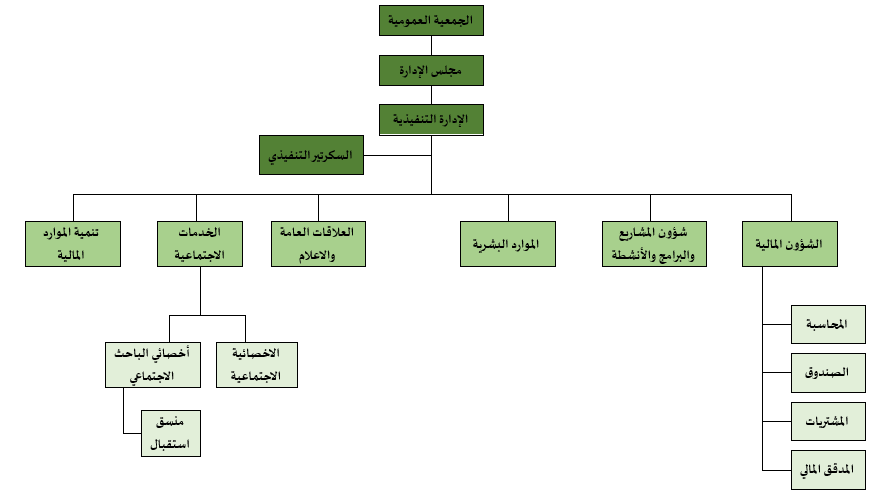 الجمعية العمومية
مجلس الإدارة
الإدارة التنفيذية
السكرتير التنفيذي
الشؤون المالية
شؤون المشاريع
والبرامج والأنشطة
الموارد البشرية
العلاقات العامة
والاعلام
الخدمات
الاجتماعية
تنمية الموارد
المالية
المحاسبة
الصندوق
المشتريات
المدقق المالي
الاخصائية
الاجتماعية
أخصائي الباحث
الاجتماعي
منسق
استقبال